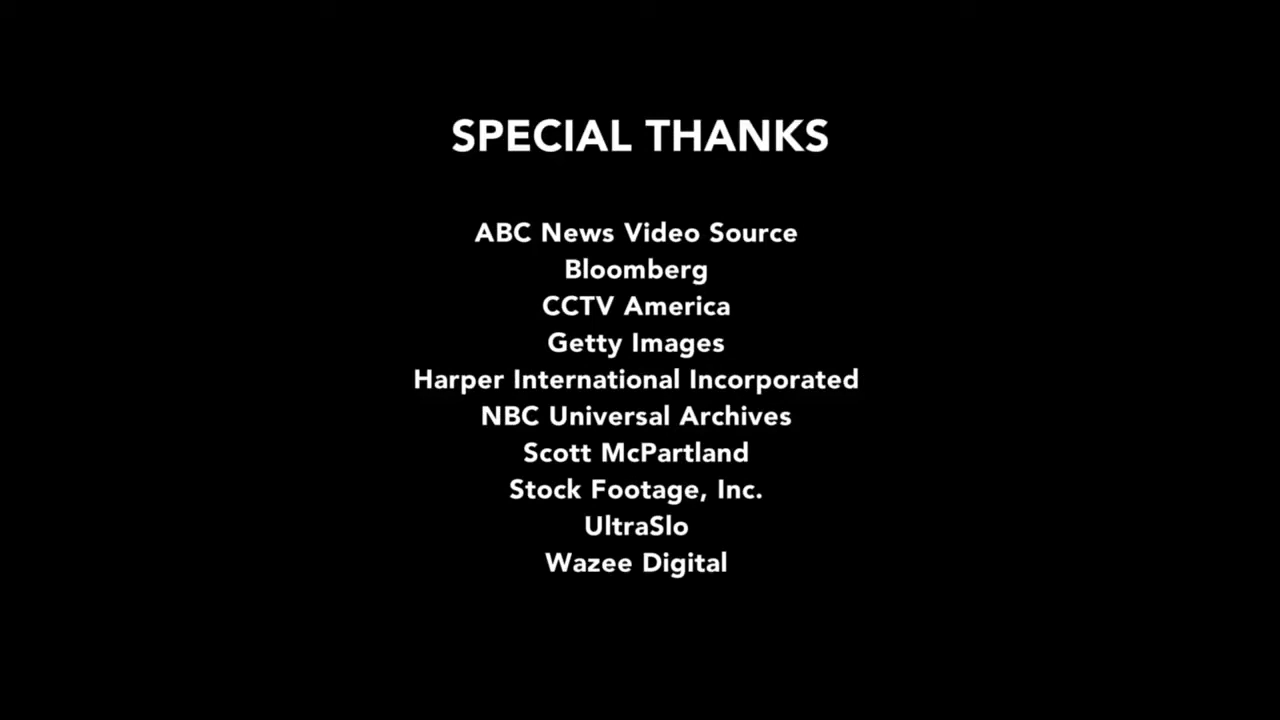 SPECIAL THANKS
ABC News Video Source
Bloomberg
CCTV America
Getty Images
Harper International Incorporated
NBC Universal Archives
Scott McPartland
Stock Footage, Inc.
UltraSlo
Wazee Digital